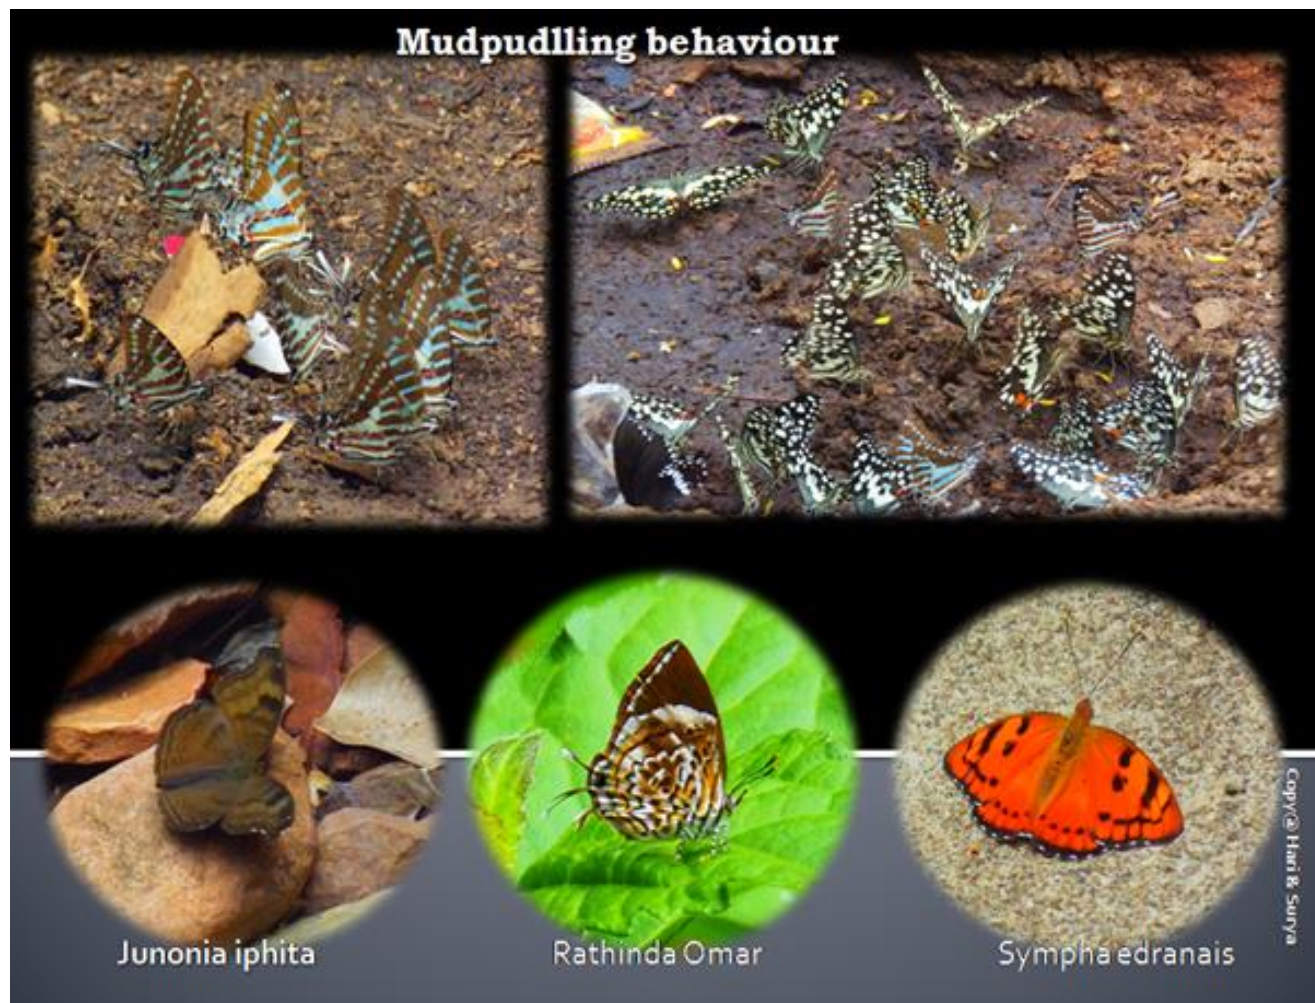 Mudpudlling behaviour
Junonia iphita
Rathinda Omar
Sympha edranais
Copy@ Hari & Surya